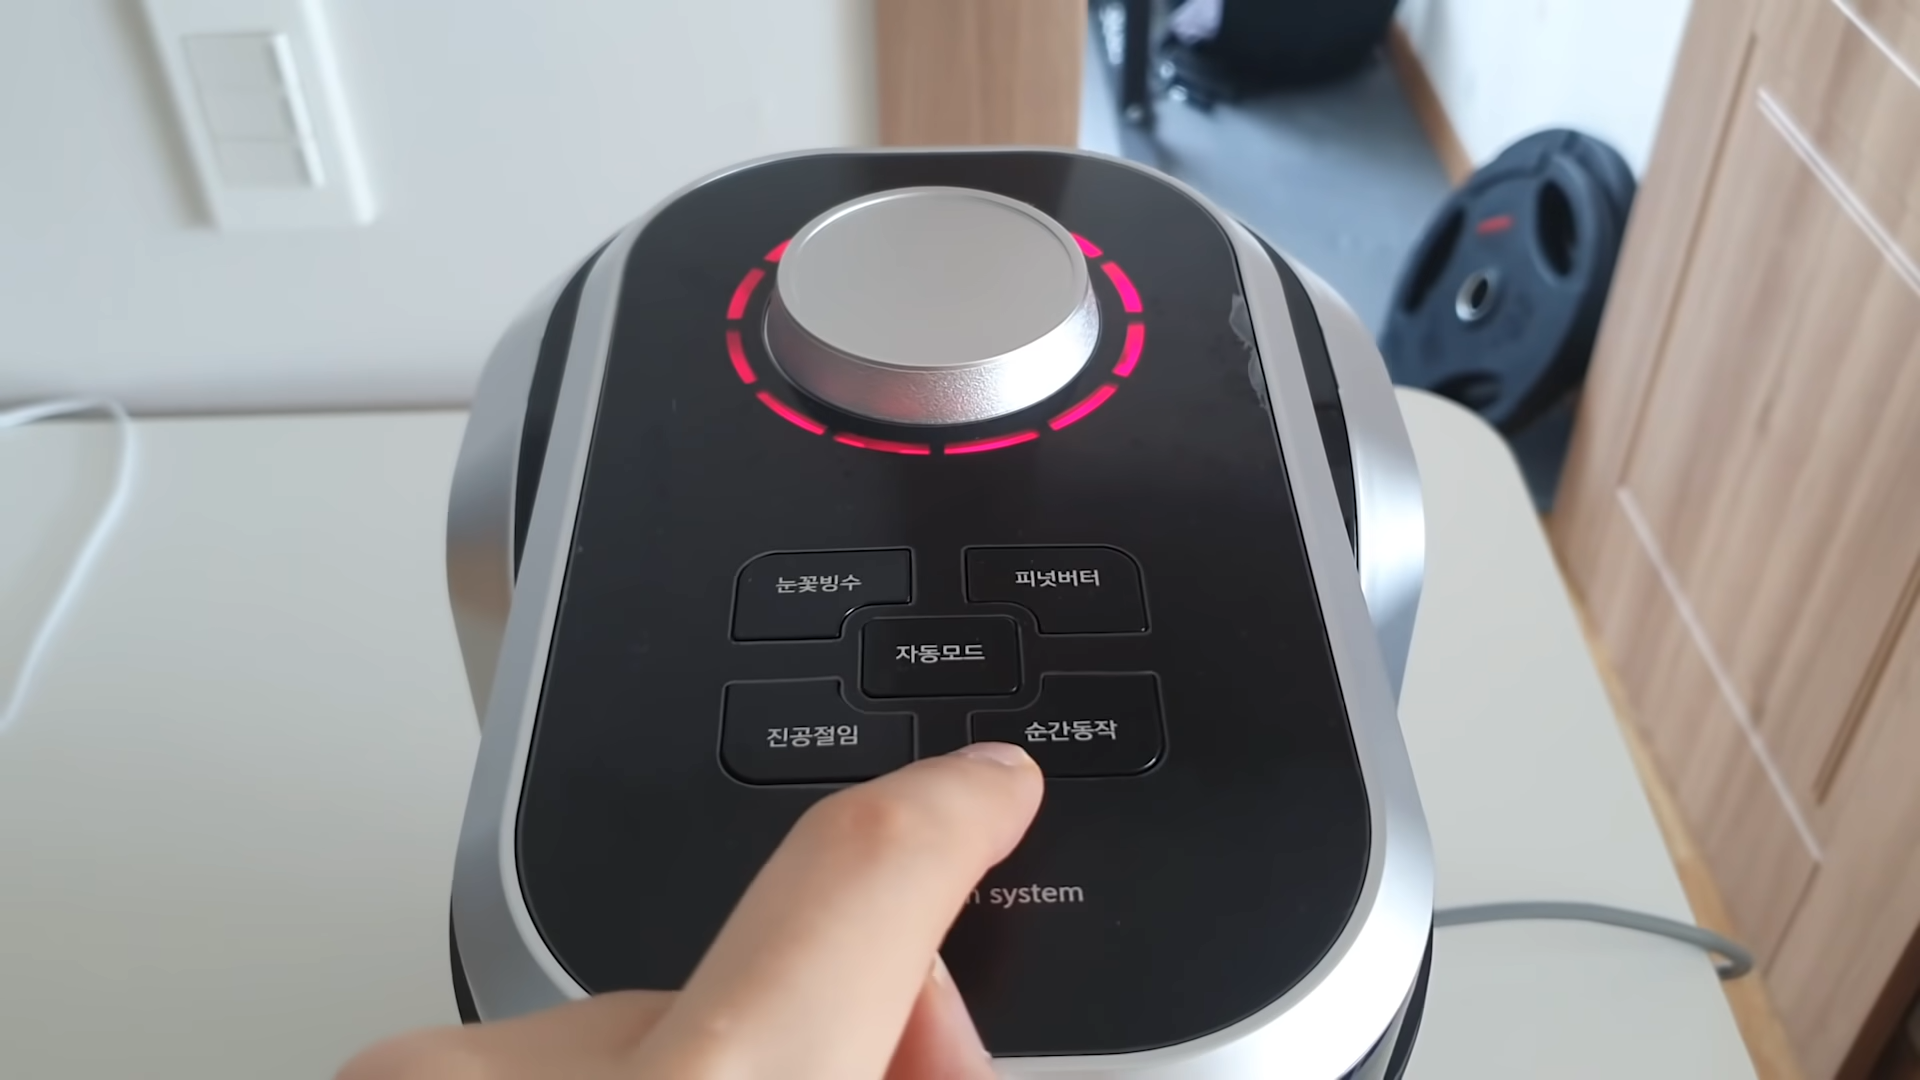 눈꽃빙수
피넛버터
자동모드
진공절임
순간동작
system